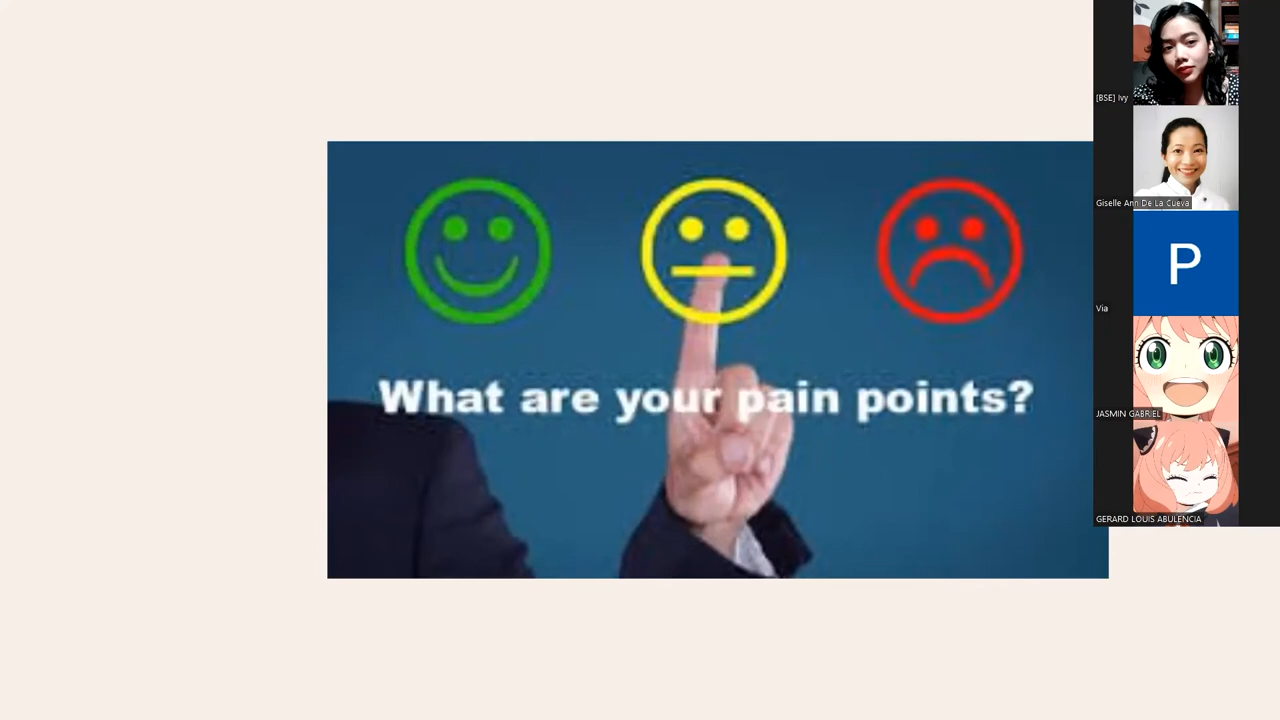 What are your pain points?
[BSE] Ivy
Giselle Ann De La Cueva
P
Via
JASMIN GABRIEL
GERARD LOUIS ABULENCIA